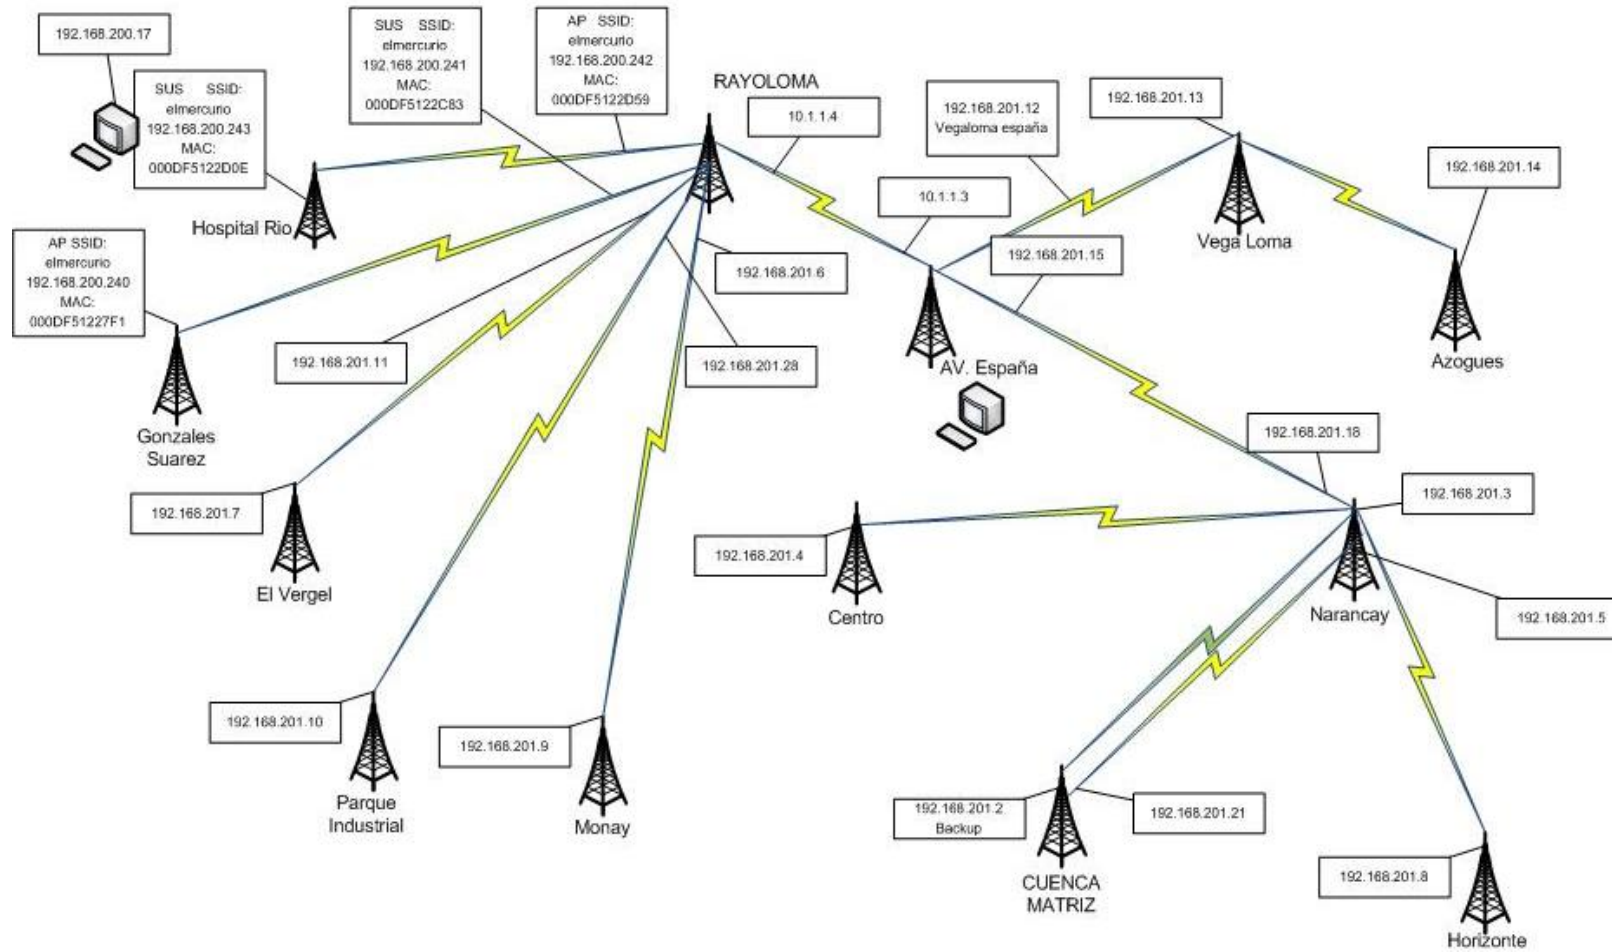 192.168.200.17
SUS SSID:
elmercurio
192.168.200.243
MAC:
000DF5122D0E
SUS SSID:
elmercurio
192.168.200.241
MAC:
000DF5122C83
AP SSID:
elmercurio
192.168.200.242
MAC:
000DF5122D59
RAYOLOMA
10.1.1.4
192.168.201.12
Vegaloma españa
192.168.201.13
192.168.201.14
10.1.1.3
Hospital Rio
Vega Loma
AP SSID:
elmercurio
192.168.200.240
MAC:
000DF51227F1
192.168.201.6
192.168.201.15
192.168.201.11
192.168.201.28
AV. España
Azogues
Gonzales
Suarez
192.168.201.18
192.168.201.3
192.168.201.7
192.168.201.4
El Vergel
Centro
Narancay
192.168.201.5
192.168.201.10
192.168.201.9
Parque
Industrial
Monay
192.168.201.2
Backup
192.168.201.21
CUENCA
MATRIZ
192.168.201.8
Horizonte